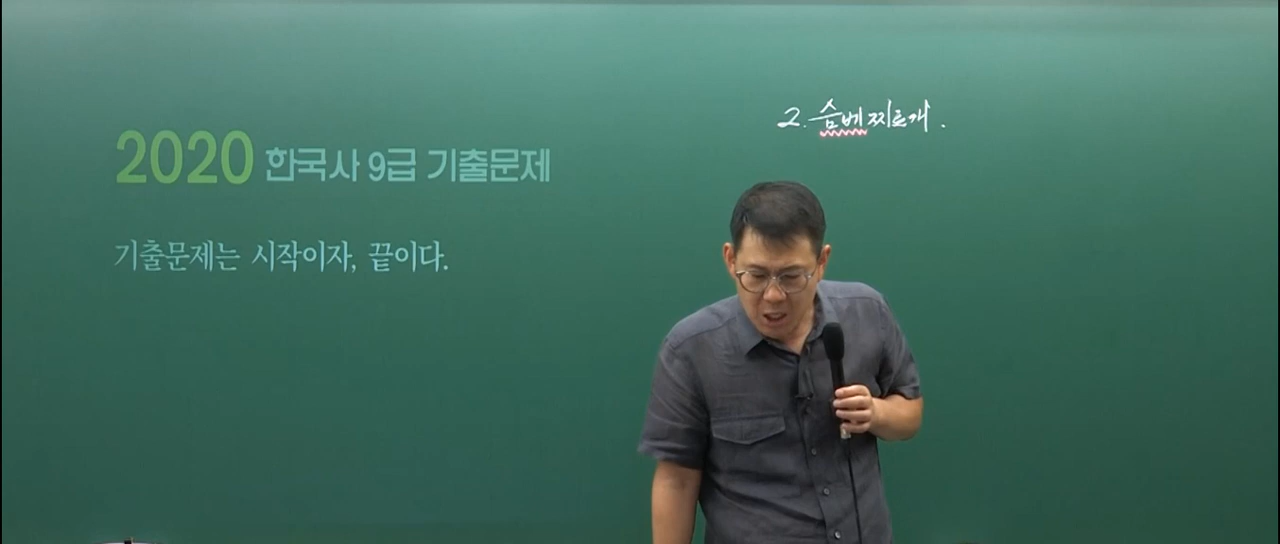 2020 한국사 9급 기출문제
기출문제는 시작이자, 끝이다.
2. 슴베찌르개.